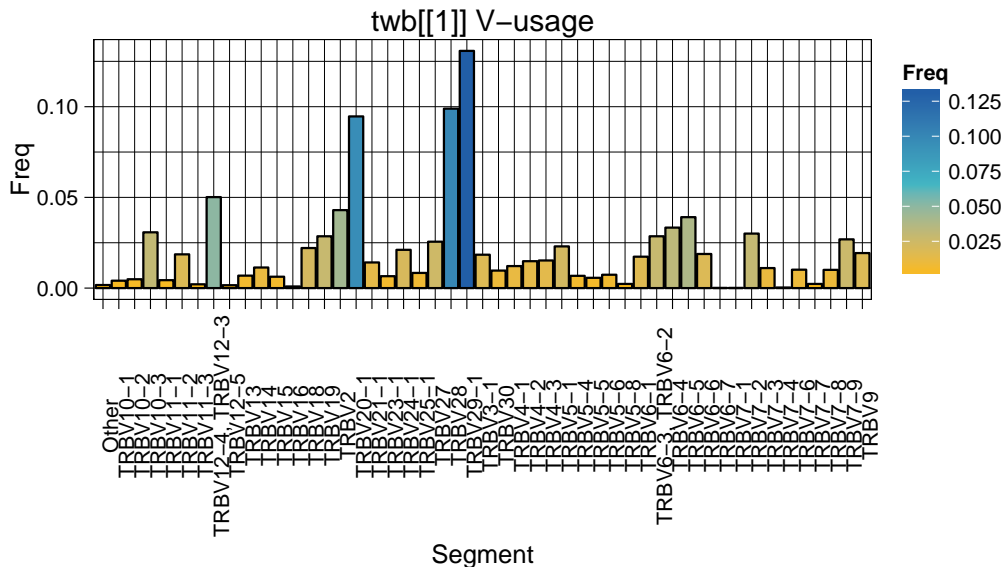 twb[[1]] V−usage
Freq
0.10
0.05
0.00
Freq
0.125
0.100
0.075
0.050
0.025
Other
TRBV10−1
TRBV10−2
TRBV10−3
TRBV11−1
TRBV11−2
TRBV11−3
TRBV12−4, TRBV12−3
TRBV12−5
TRBV13
TRBV14
TRBV15
TRBV16
TRBV18
TRBV19
TRBV2
TRBV20−1
TRBV21−1
TRBV23−1
TRBV24−1
TRBV25−1
TRBV27
TRBV28
TRBV29−1
TRBV3−1
TRBV30
TRBV4−1
TRBV4−2
TRBV4−3
TRBV5−1
TRBV5−4
TRBV5−5
TRBV5−6
TRBV5−8
TRBV6−1
TRBV6−3, TRBV6−2
TRBV6−4
TRBV6−5
TRBV6−6
TRBV6−7
TRBV7−1
TRBV7−2
TRBV7−3
TRBV7−4
TRBV7−6
TRBV7−7
TRBV7−8
TRBV7−9
TRBV9
Segment